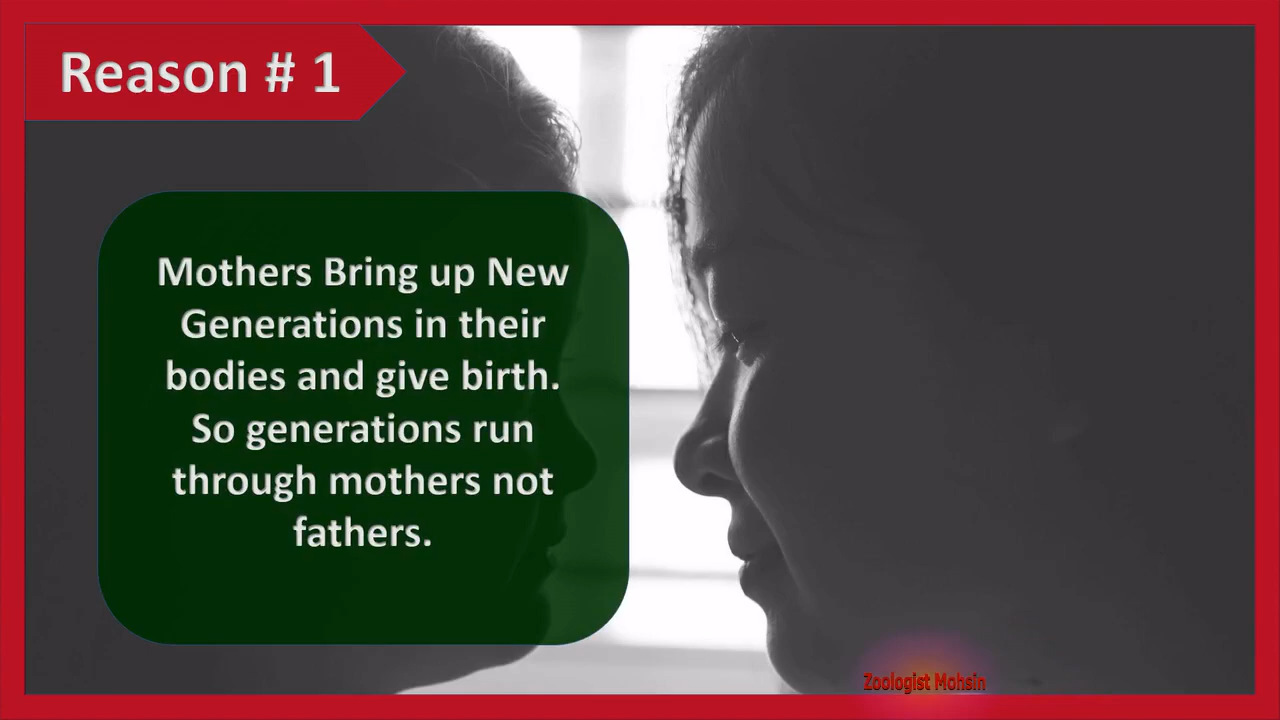 Reason # 1
Mothers Bring up New
Generations in their
bodies and give birth.
So generations run
through mothers not
fathers.
Zoologist Mohsin